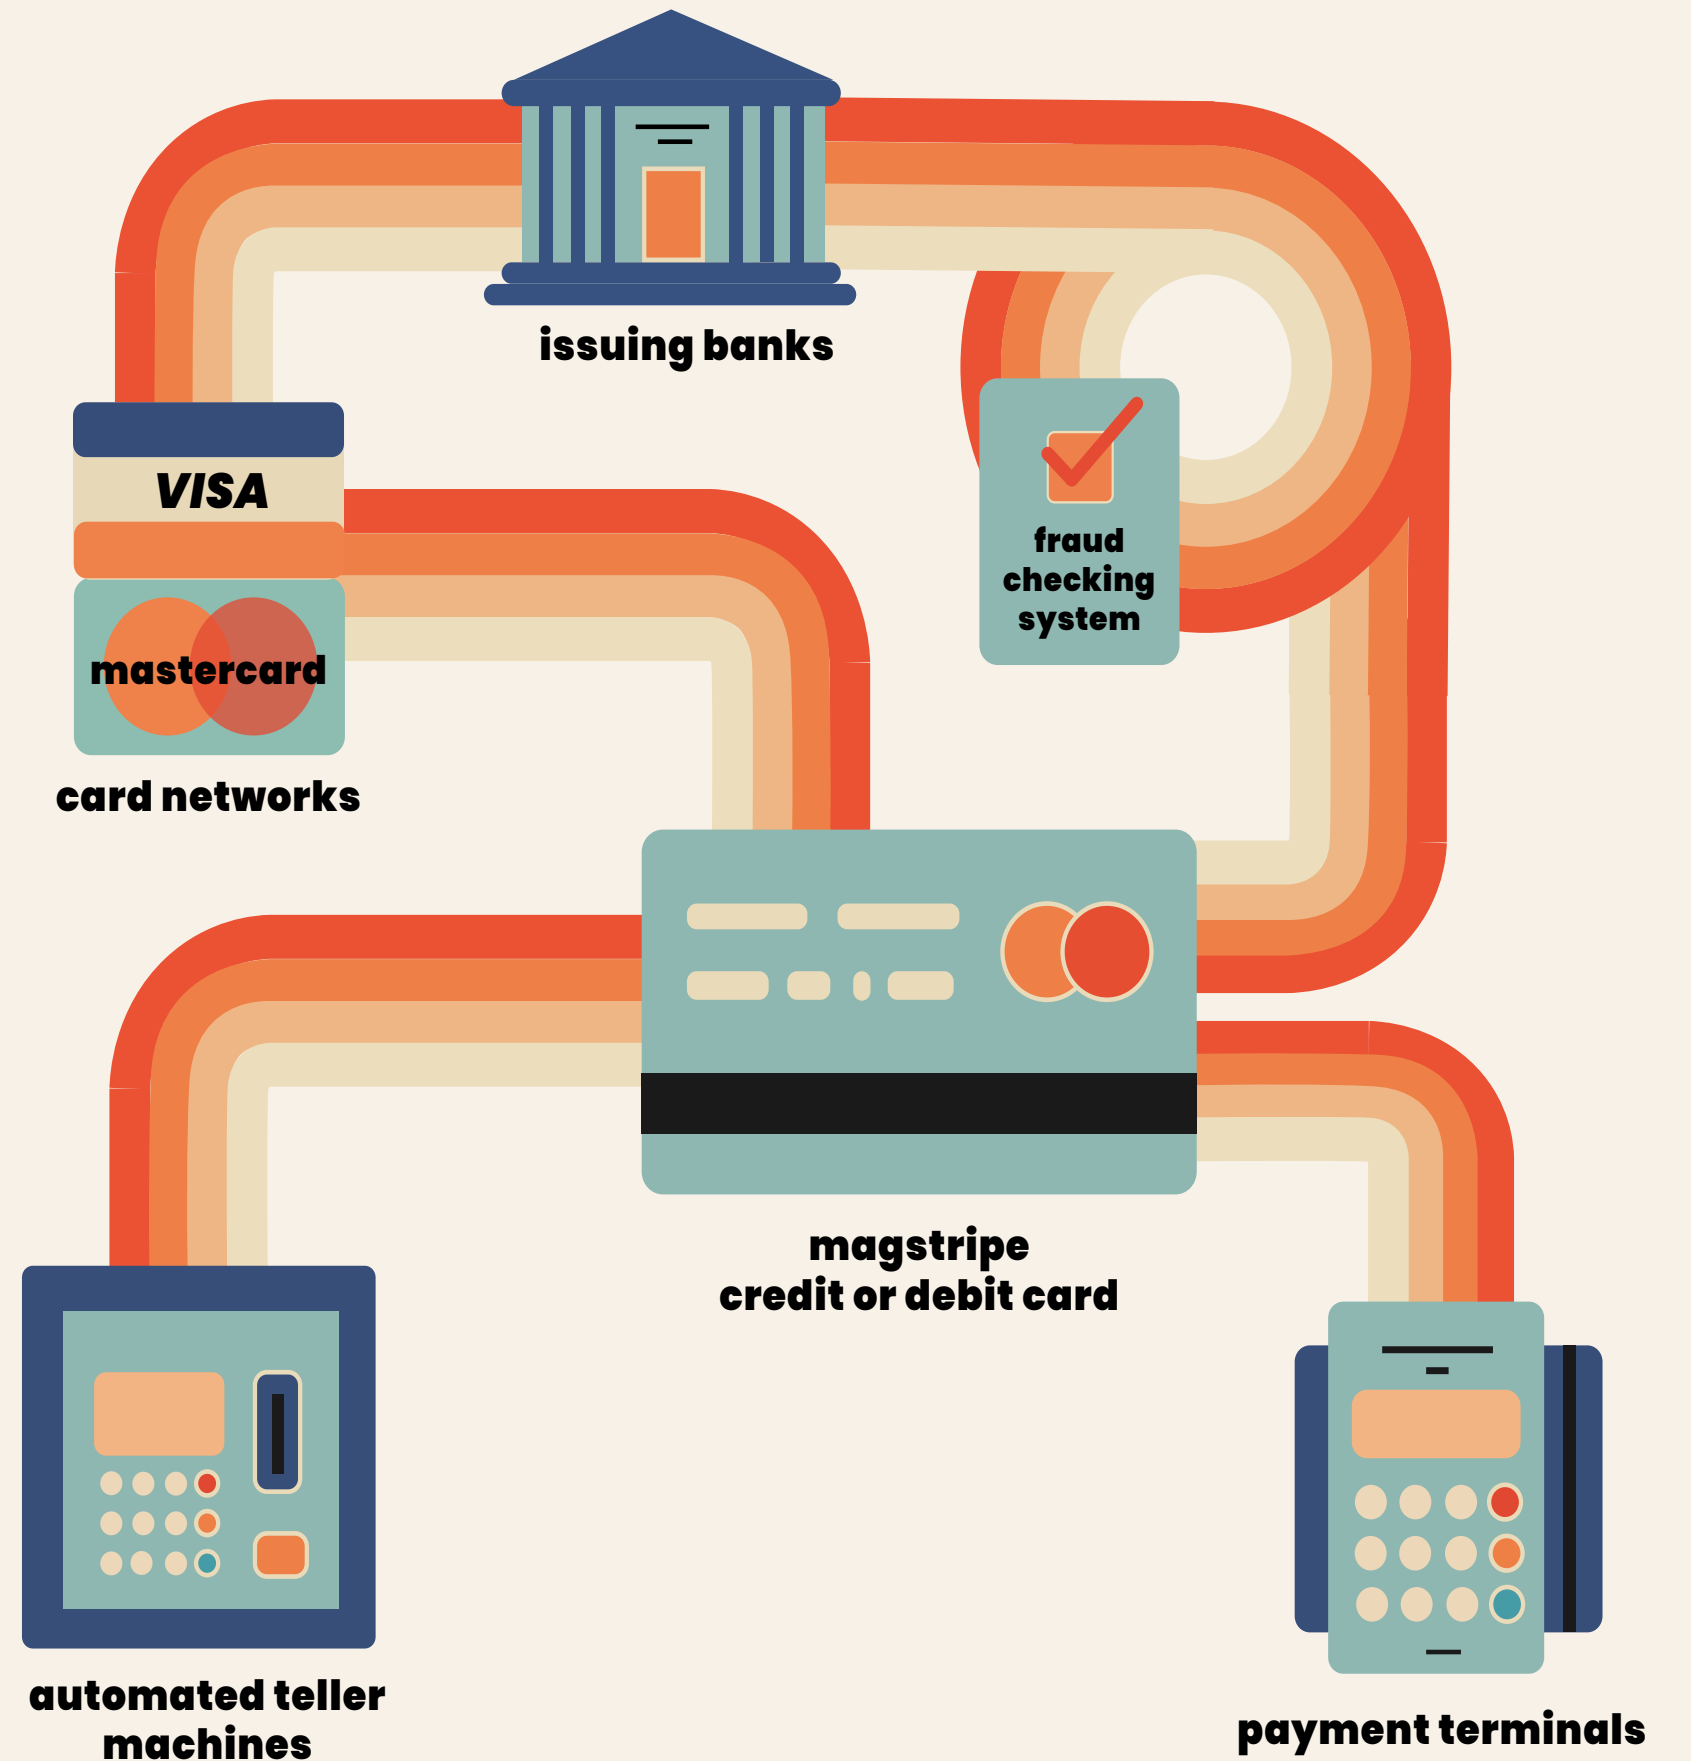 issuing banks
VISA
mastercard
card networks
fraud
checking
system
magstripe
credit or debit card
automated teller
machines
payment terminals